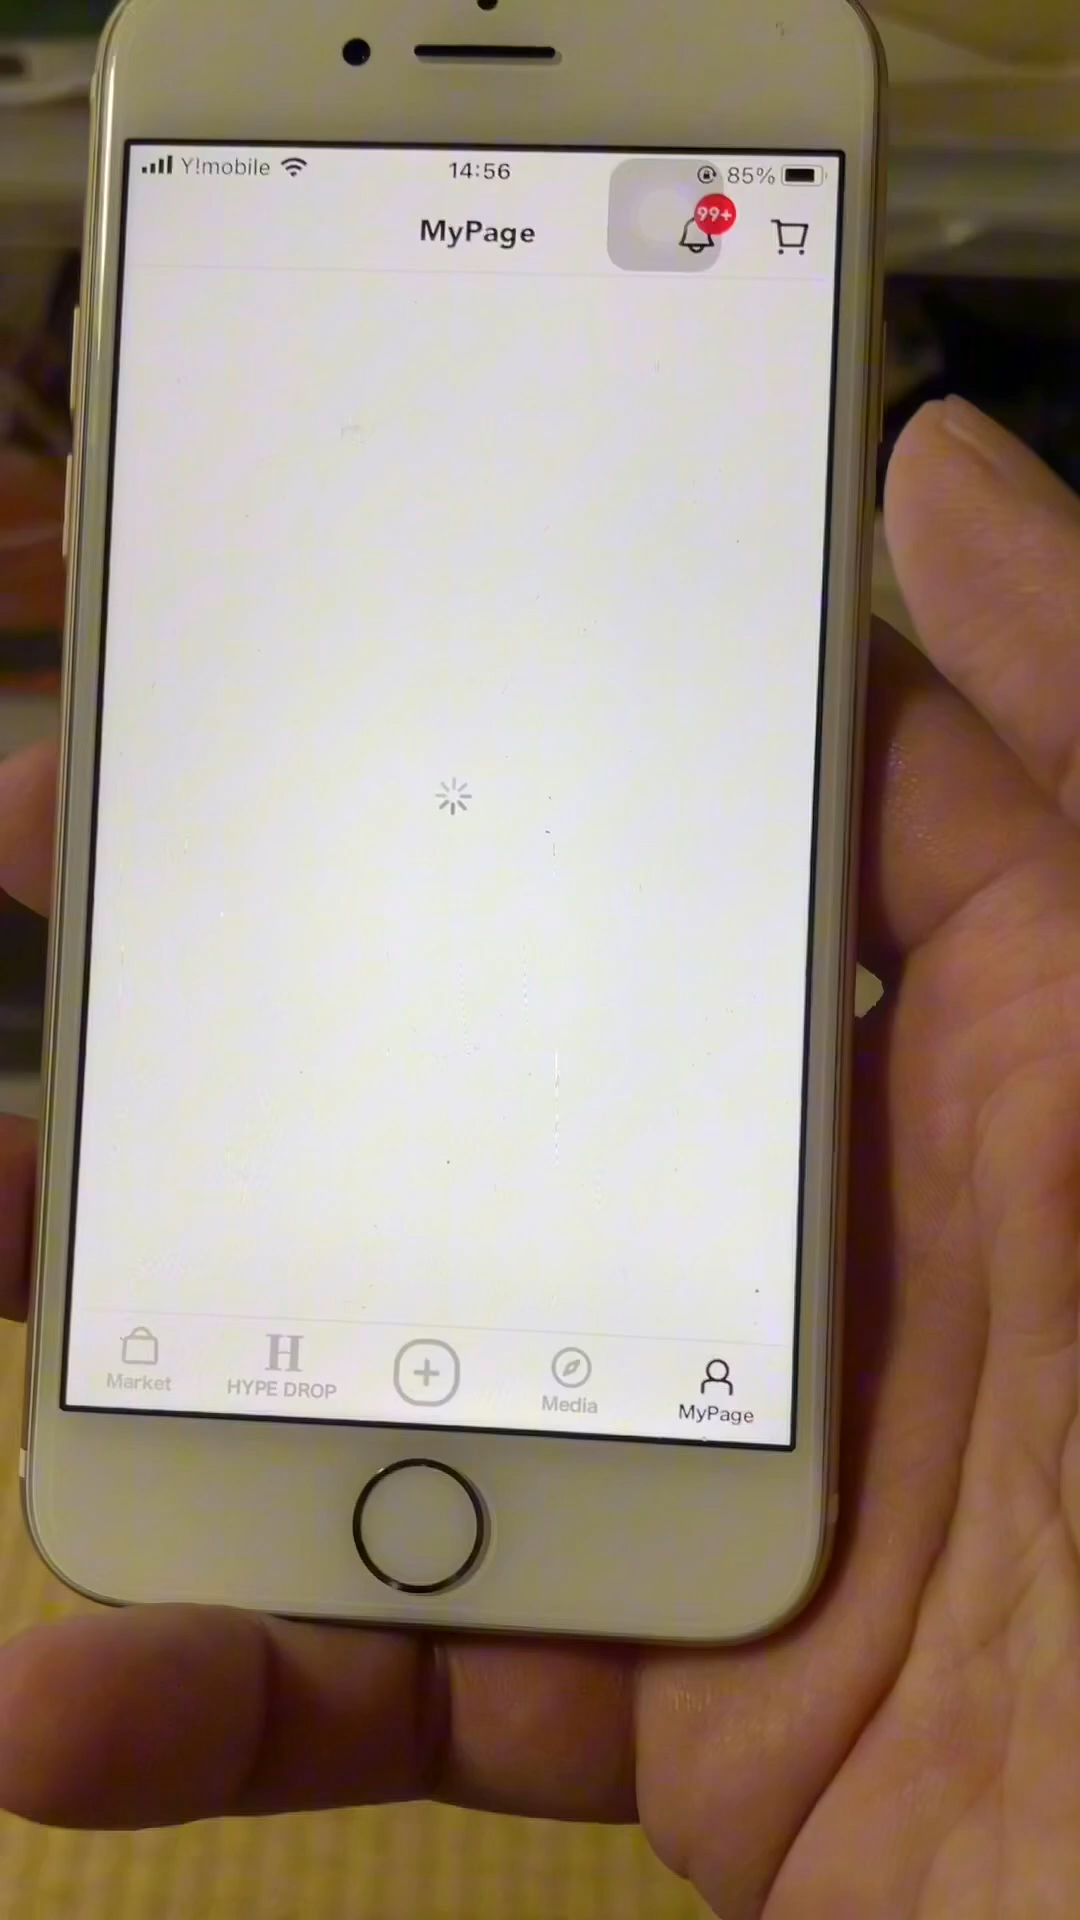 Y!mobile 14:56 85%
MyPage 99+
Market
H
HYPE DROP
Media
MyPage